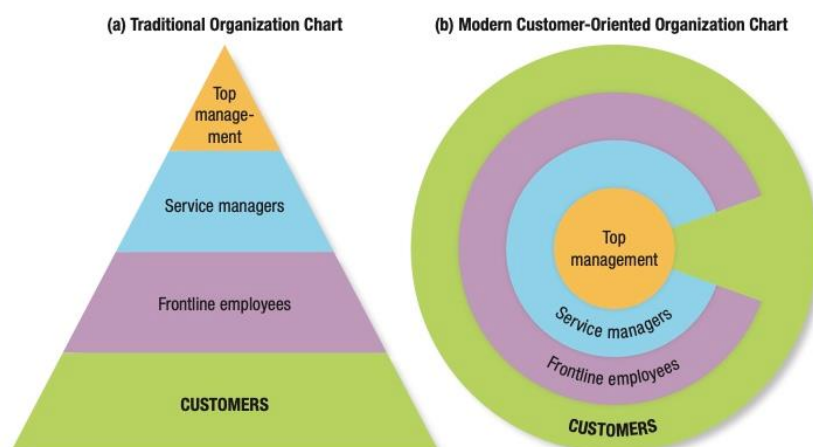 (a) Traditional Organization Chart
Top
manage-
ment
Service managers
Frontline employees
CUSTOMERS
(b) Modern Customer-Oriented Organization Chart
Top
management
Service managers
Frontline employees
CUSTOMERS